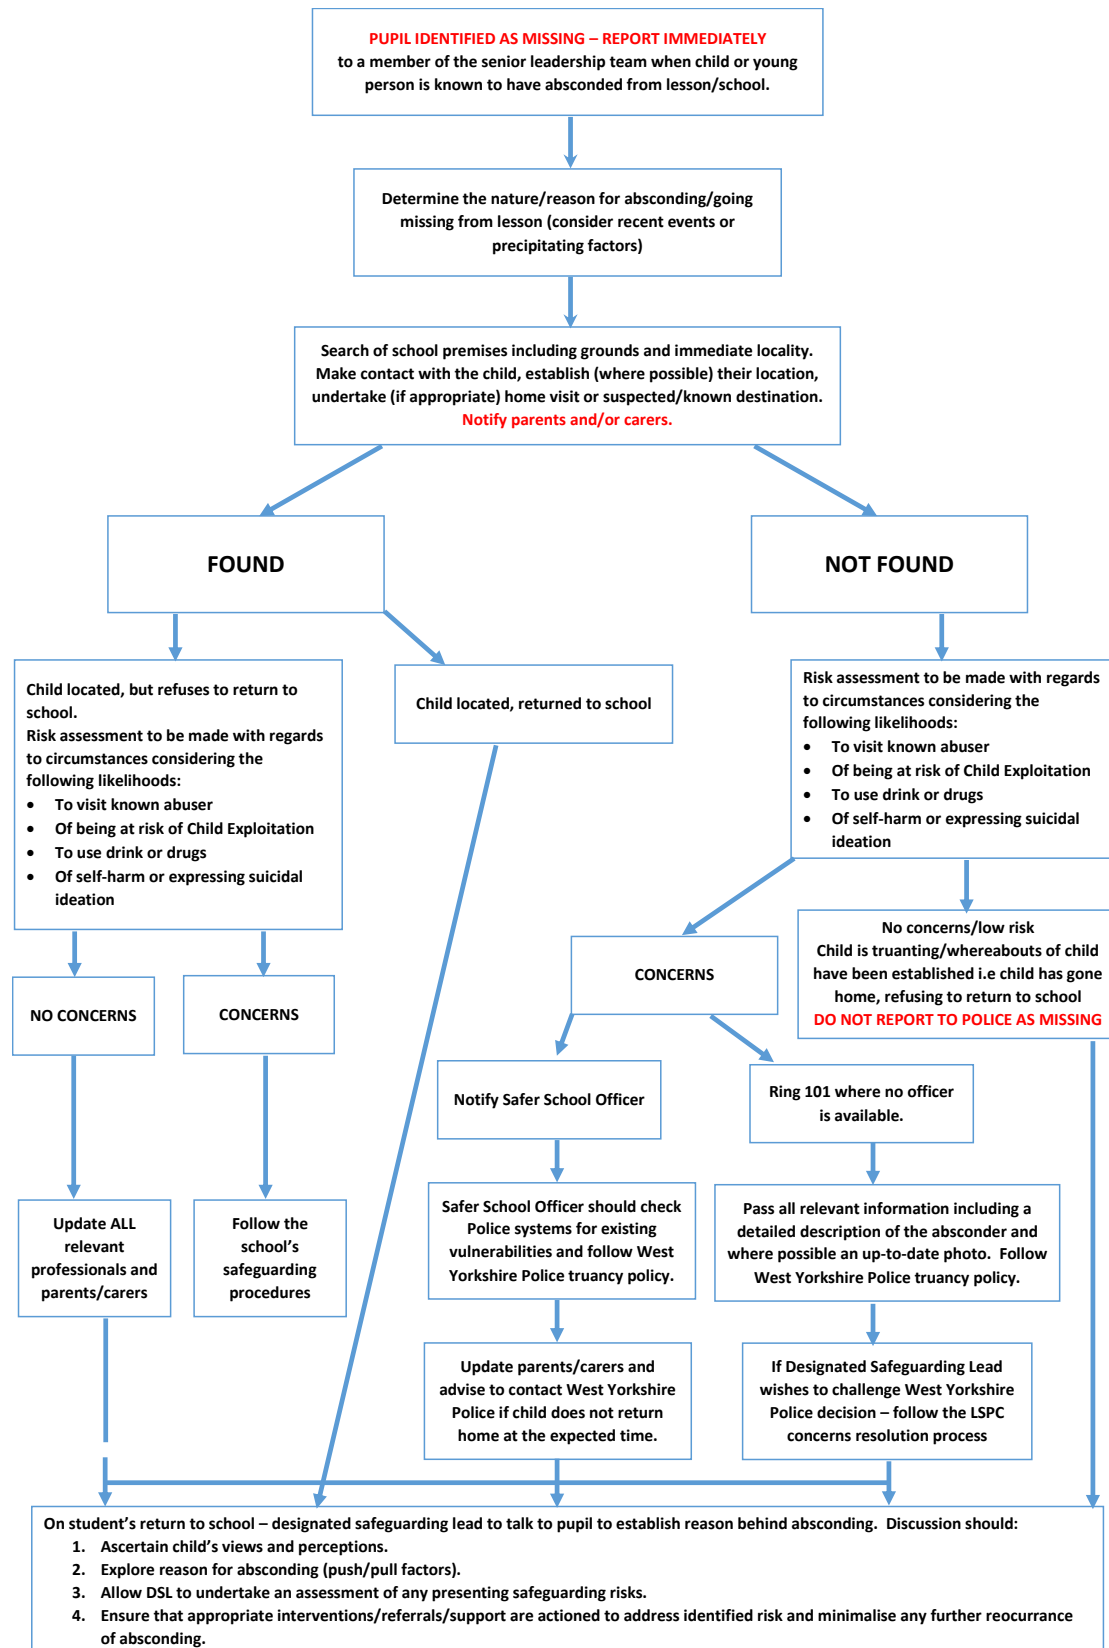 PUPIL IDENTIFIED AS MISSING – REPORT IMMEDIATELY
to a member of the senior leadership team when child or young
person is known to have absconded from lesson/school.
Determine the nature/reason for absconding/going
missing from lesson (consider recent events or
precipitating factors)
Search of school premises including grounds and immediate locality.
Make contact with the child, establish (where possible) their location,
undertake (if appropriate) home visit or suspected/known destination.
Notify parents and/or carers.
FOUND
NOT FOUND
Child located, but refuses to return to
school.
Risk assessment to be made with regards
to circumstances considering the
following likelihoods:
• To visit known abuser
• Of being at risk of Child Exploitation
• To use drink or drugs
• Of self-harm or expressing suicidal
ideation
Child located, returned to school
Risk assessment to be made with regards
to circumstances considering the
following likelihoods:
• To visit known abuser
• Of being at risk of Child Exploitation
• To use drink or drugs
• Of self-harm or expressing suicidal
ideation
NO CONCERNS
CONCERNS
CONCERNS
No concerns/low risk
Child is truanting/whereabouts of child
have been established i.e child has gone
home, refusing to return to school
DO NOT REPORT TO POLICE AS MISSING
Notify Safer School Officer
Ring 101 where no officer
is available.
Update ALL
relevant
professionals and
parents/carers
Follow the
school's
safeguarding
procedures
Safer School Officer should check
Police systems for existing
vulnerabilities and follow West
Yorkshire Police truancy policy.
Pass all relevant information including a
detailed description of the absconder and
where possible an up-to-date photo.  Follow
West Yorkshire Police truancy policy.
Update parents/carers and
advise to contact West Yorkshire
Police if child does not return
home at the expected time.
If Designated Safeguarding Lead
wishes to challenge West Yorkshire
Police decision – follow the LSPC
concerns resolution process
On student's return to school – designated safeguarding lead to talk to pupil to establish reason behind absconding.  Discussion should:
1. Ascertain child's views and perceptions.
2. Explore reason for absconding (push/pull factors).
3. Allow DSL to undertake an assessment of any presenting safeguarding risks.
4. Ensure that appropriate interventions/referrals/support are actioned to address identified risk and minimalise any further reocurrance
of absconding.